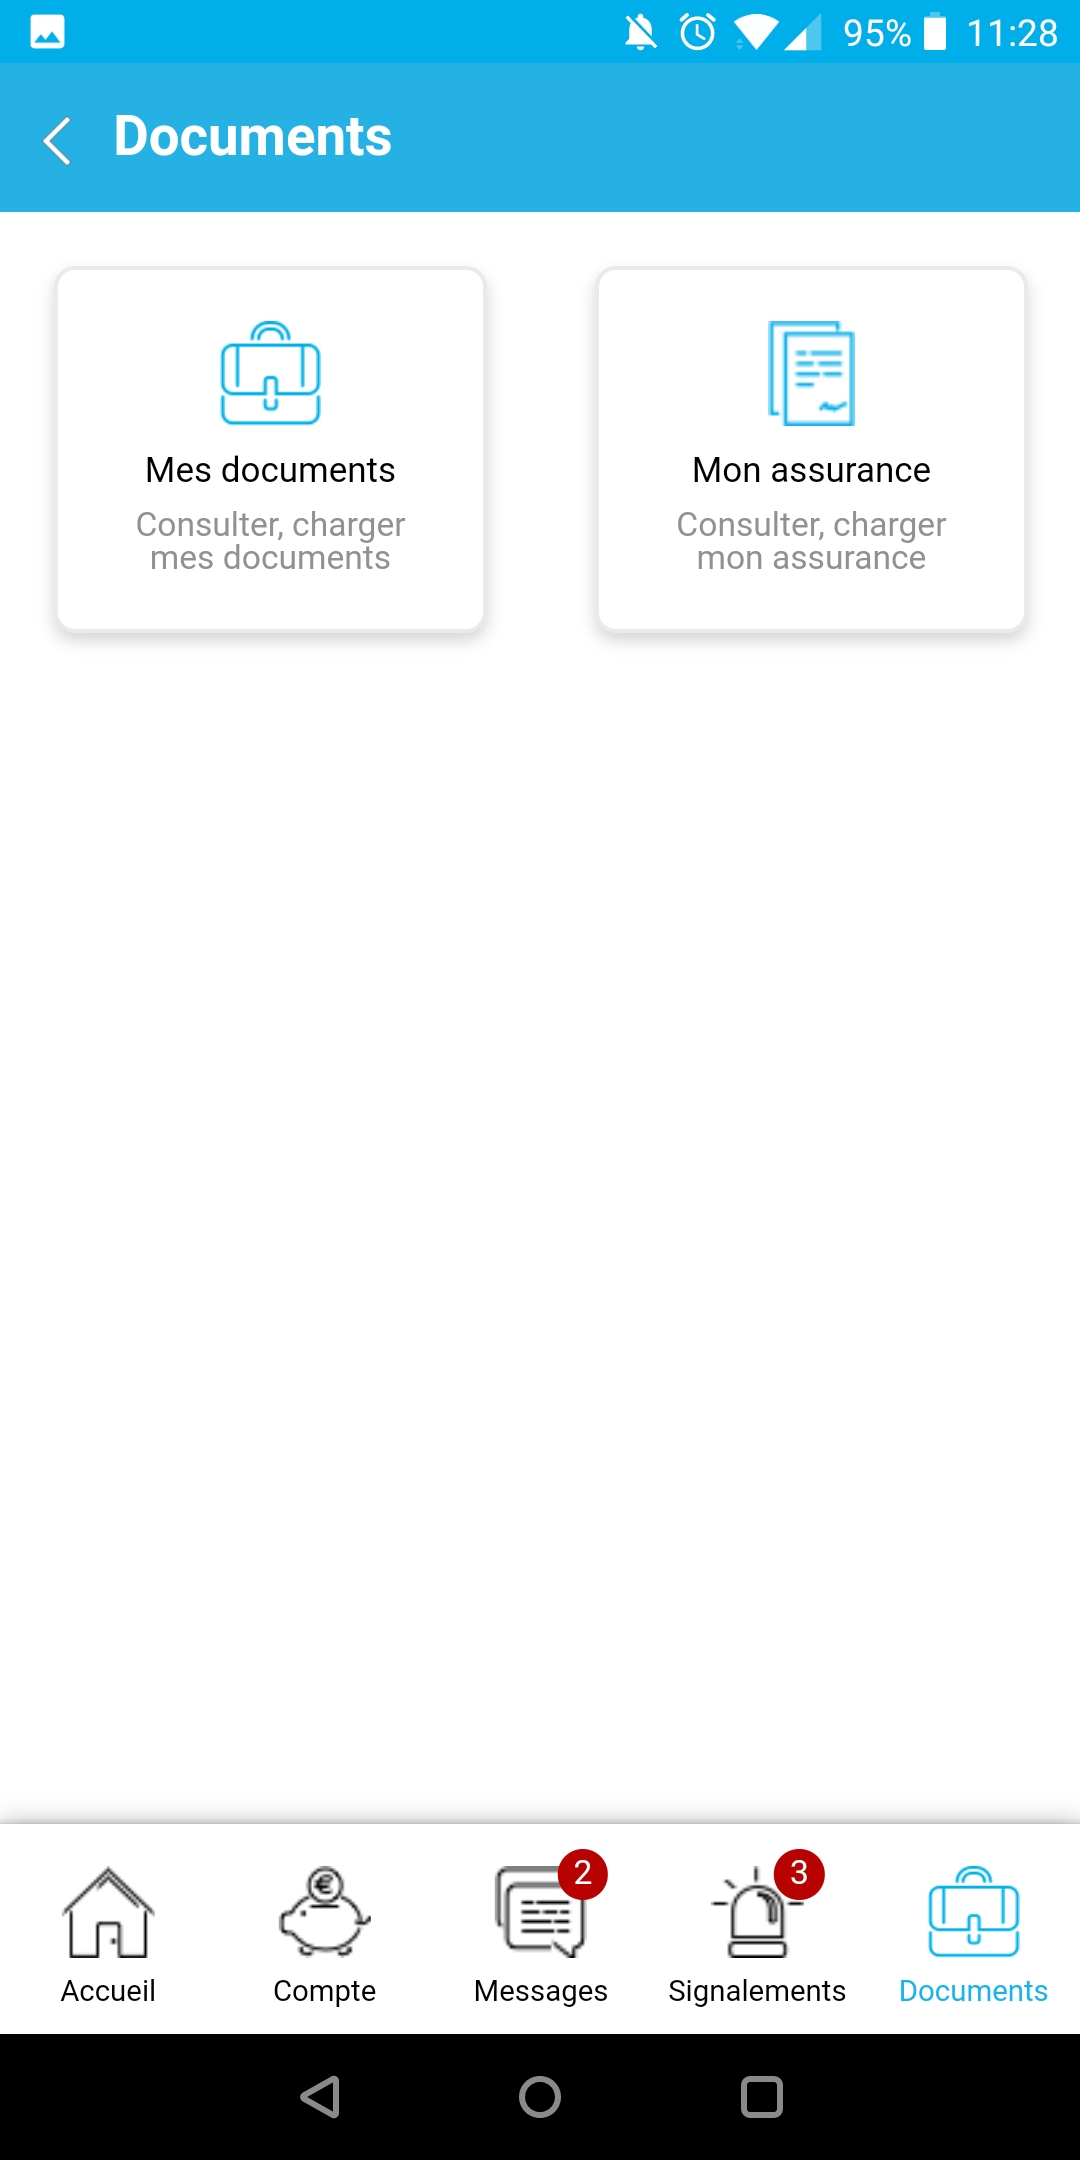 95% 11:28
Documents
Mes documents
Consulter, charger
mes documents
Mon assurance
Consulter, charger
mon assurance
2
3
Accueil
Compte
Messages
Signalements
Documents